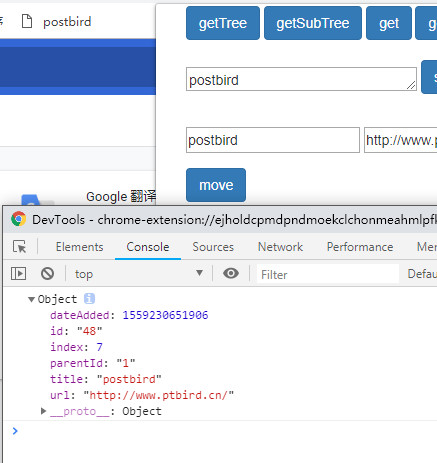 postbird
getTree getSubTree get
postbird
postbird http://www.
Google 翻译
move
DevTools - chrome-extension://ejholdcpmdpndmoekclchonmeahmlpf
Elements Console Sources Network Performance
top Filter
Object
dateAdded: 1559230651906
id: "48"
index: 7
parentId: "1"
title: "postbird"
url: "http://www.ptbird.cn/"
__proto__: Object